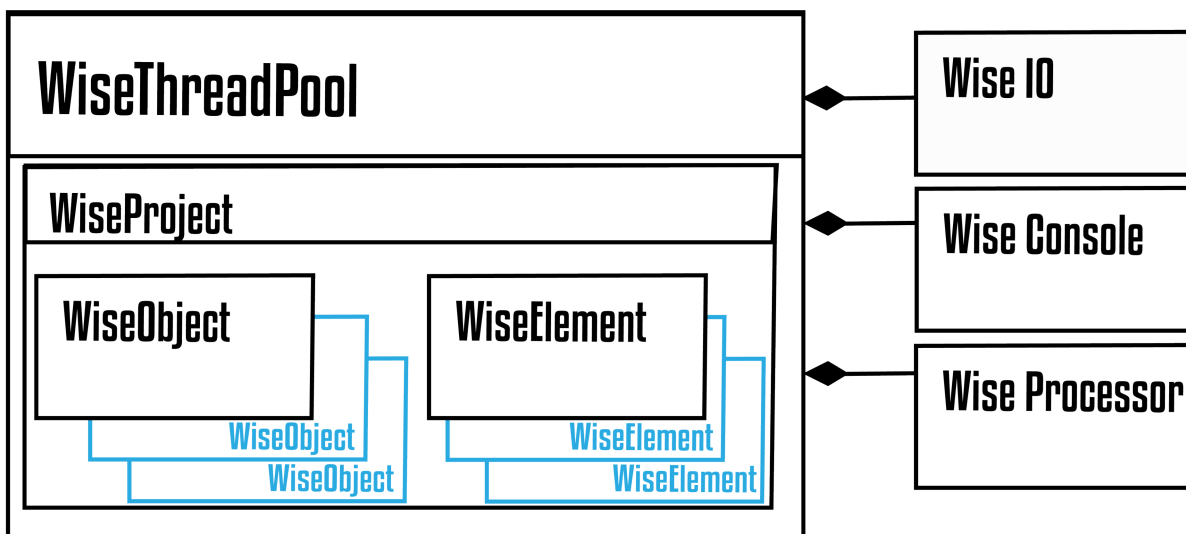 WiseThreadPool
WiseProject
WiseObject
WiseObject
WiseObject
WiseElement
WiseElement
WiseElement
Wise IO
Wise Console
Wise Processor